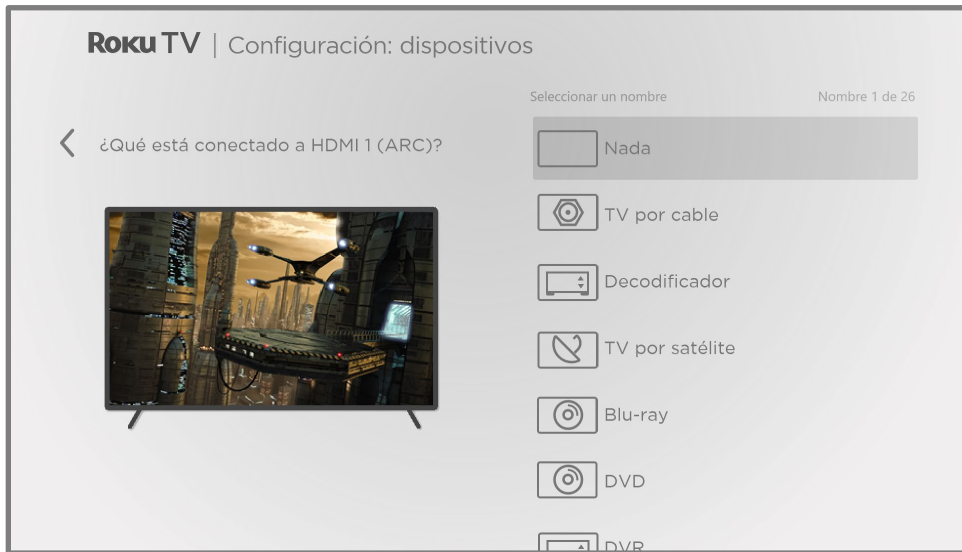 Roku TV | Configuración: dispositivos
Seleccionar un nombre Nombre 1 de 26
¿Qué está conectado a HDMI 1 (ARC)?
Nada
TV por cable
Decodificador
TV por satélite
Blu-ray
DVD
DVR